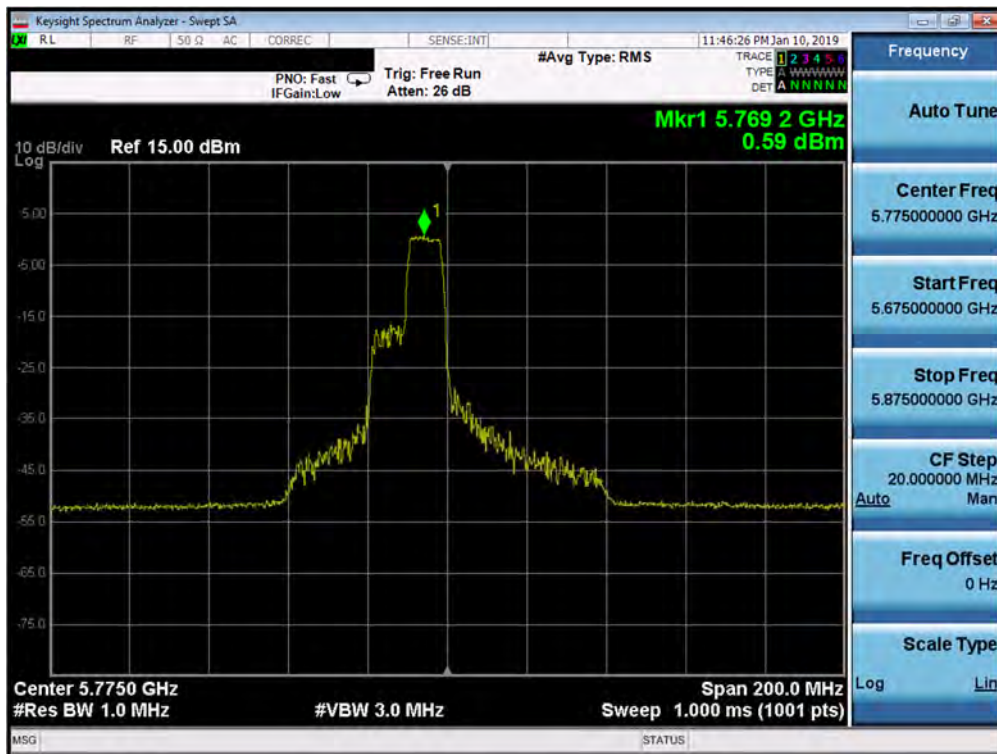 Keysight Spectrum Analyzer - Swept SA
LXI RL RF 50 Ω AC CORREC SENSE:INT 11:46:26 PM Jan 10, 2019
PNO: Fast
IFGain:Low
Trig: Free Run
Atten: 26 dB
#Avg Type: RMS
TRACE 1 2 3 4 5 6
TYPE A WWWWW
DET A N N N N N
Mkr1 5.769 2 GHz
0.59 dBm
10 dB/div Ref 15.00 dBm
Log
1
5.00
-5.00
-15.0
-25.0
-35.0
-45.0
-55.0
-65.0
-75.0
Center 5.7750 GHz Span 200.0 MHz
#Res BW 1.0 MHz #VBW 3.0 MHz Sweep 1.000 ms (1001 pts)
MSG STATUS
Frequency
Auto Tune
Center Freq
5.775000000 GHz
Start Freq
5.675000000 GHz
Stop Freq
5.875000000 GHz
CF Step
20.000000 MHz
Auto Man
Freq Offset
0 Hz
Scale Type
Log Lin